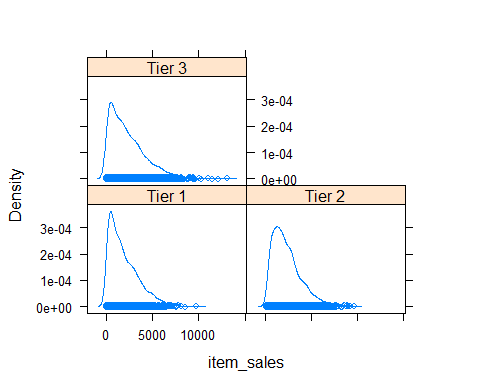 Tier 3
3e-04
2e-04
1e-04
0e+00
Tier 1
Tier 2
3e-04
2e-04
1e-04
0e+00
0 5000 10000
Density
item_sales